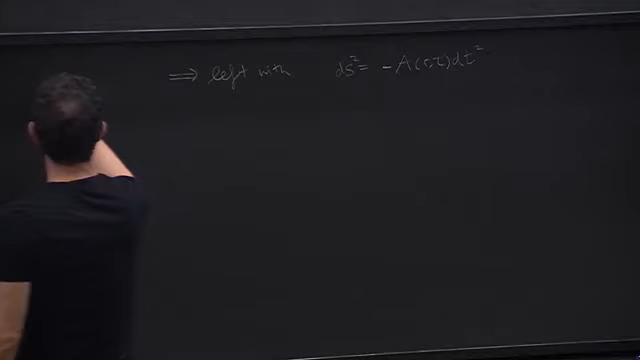 ⟹ left with ds² = - A(r,t)dt²